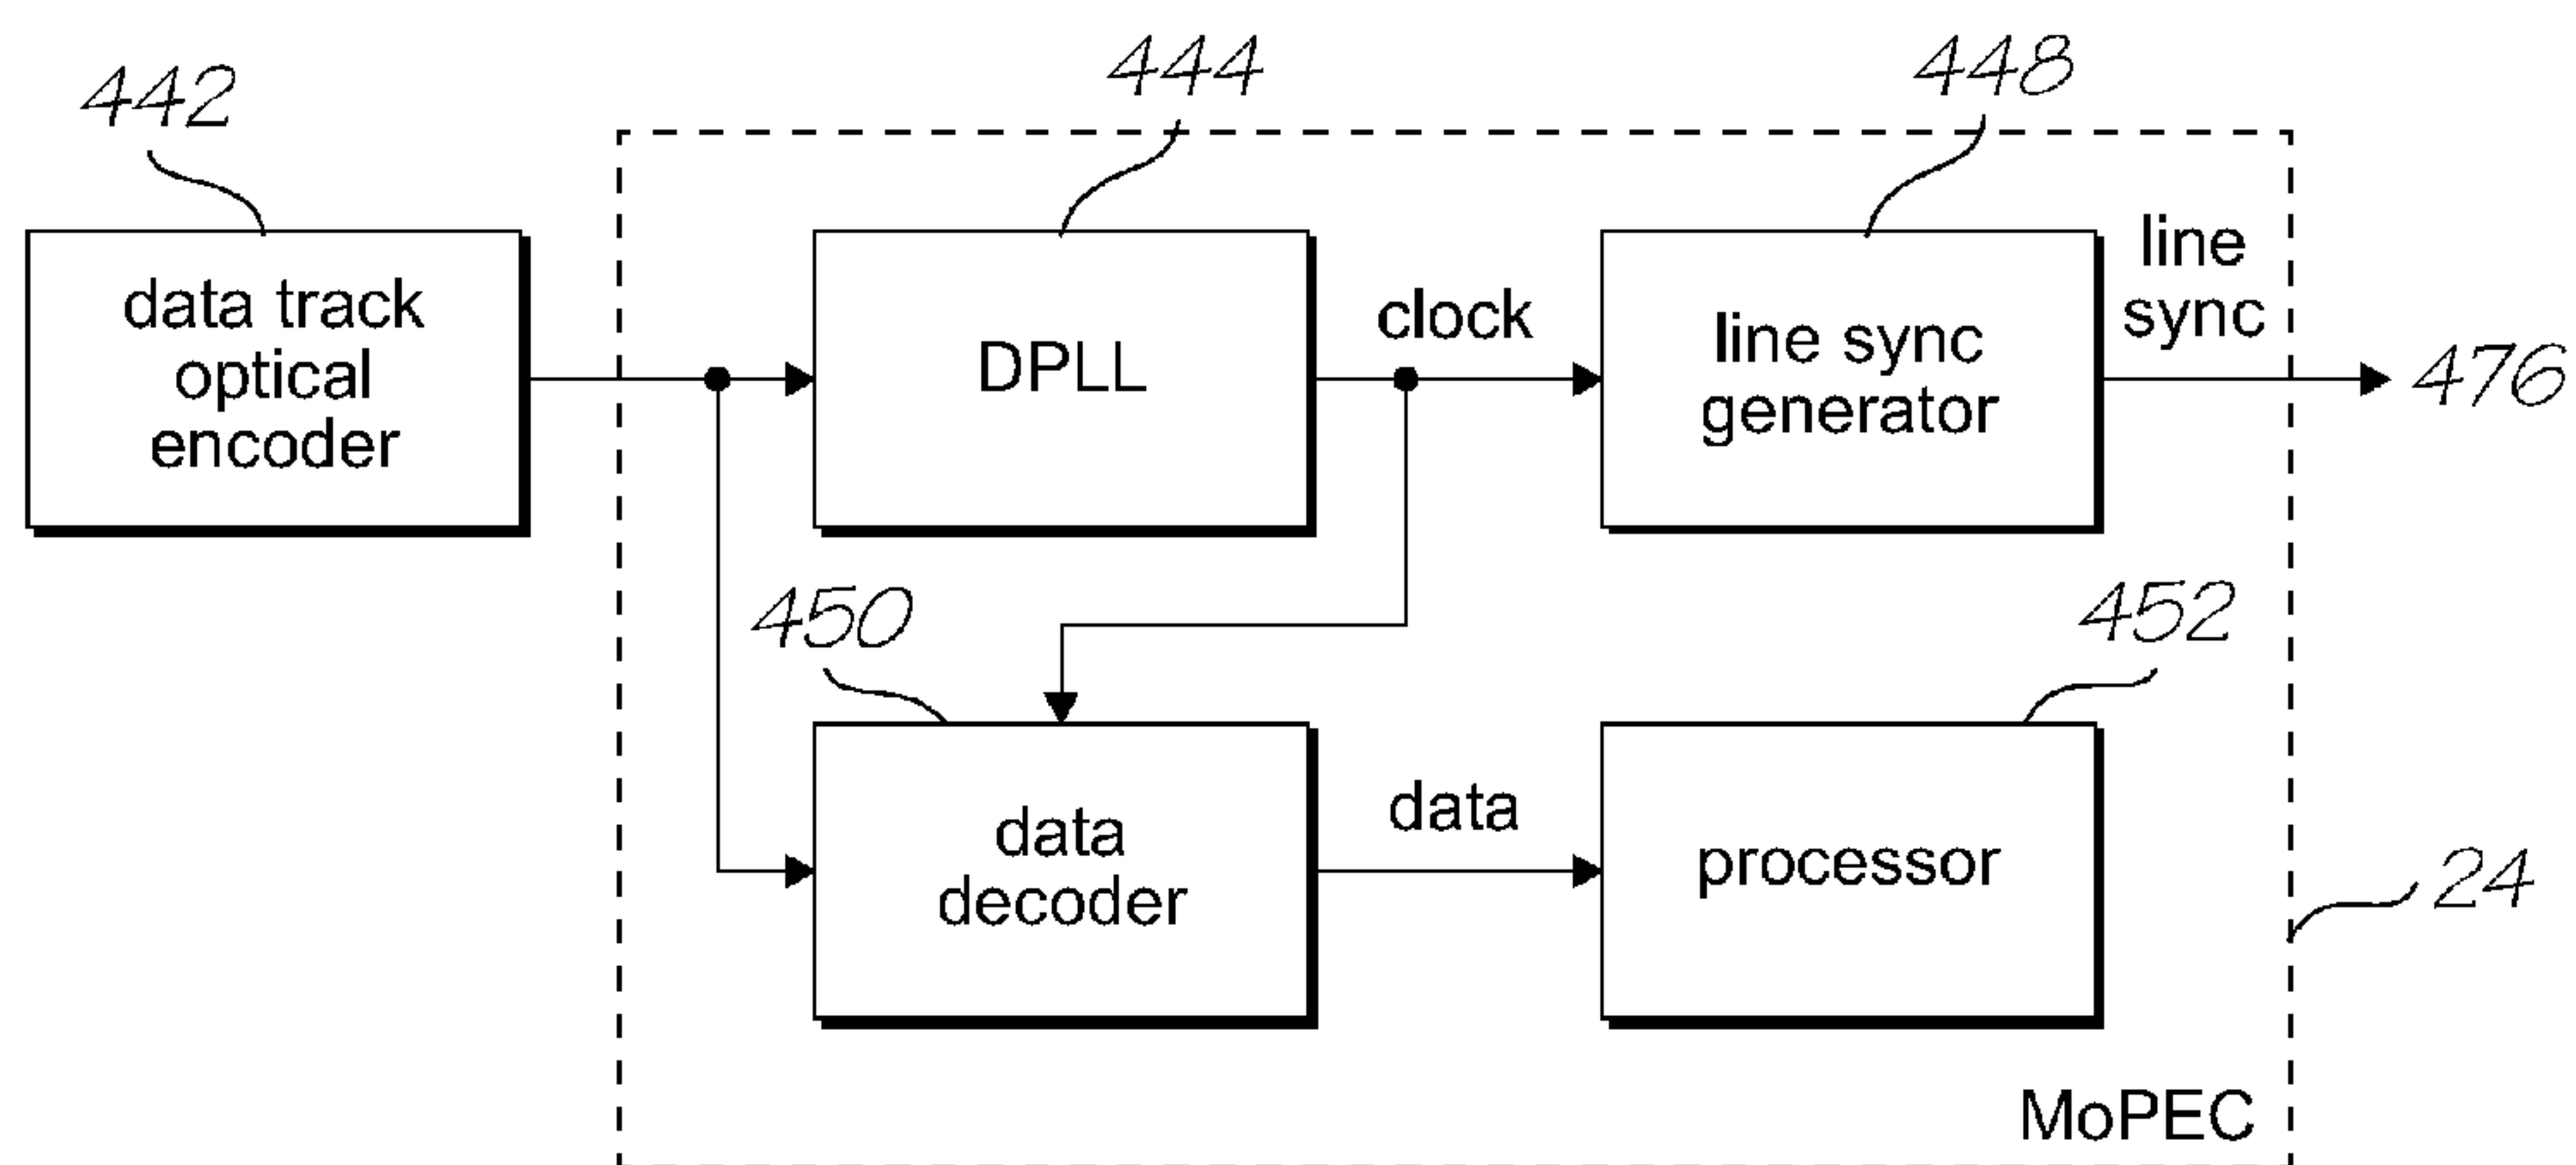 442
444
448
data track
optical
encoder
DPLL
clock
line sync
generator
line
sync
476
450
452
data
decoder
data
processor
24
MoPEC